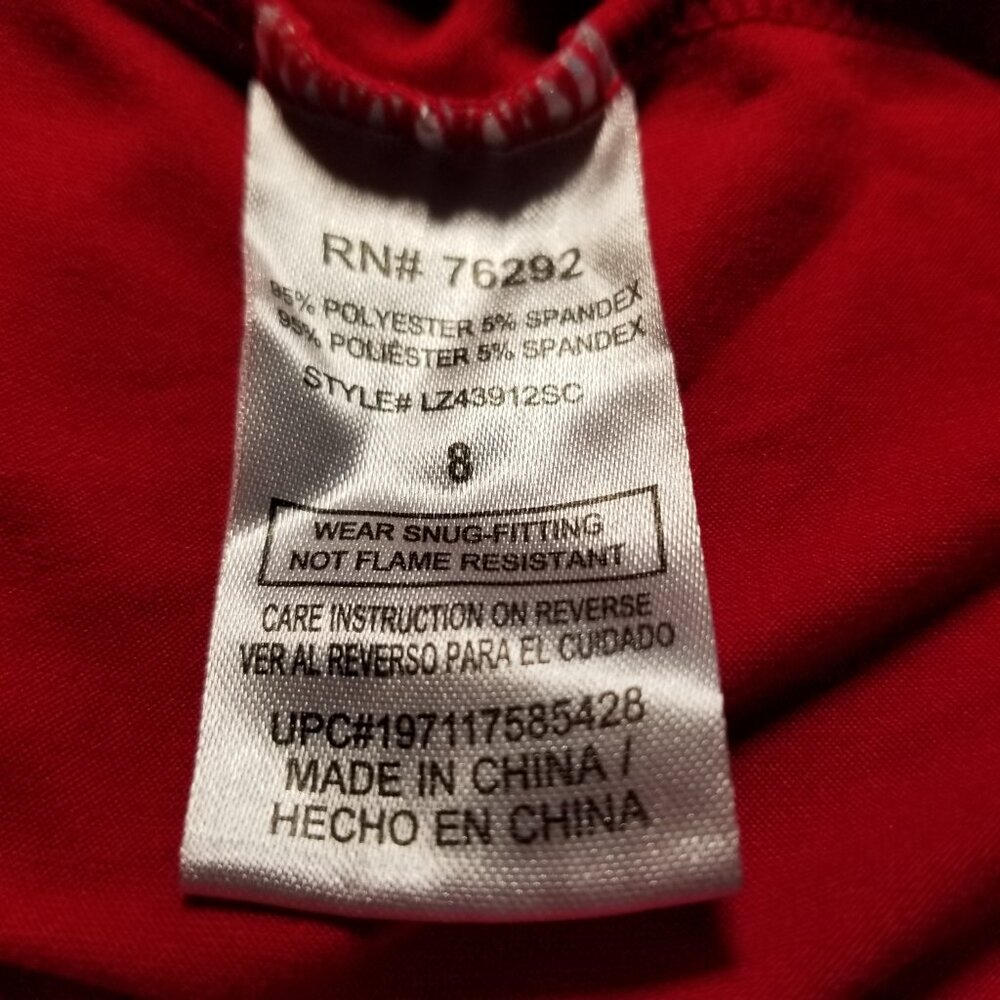 RN# 76292
95% POLYESTER 5% SPANDEX
95% POLIÉSTER 5% SPANDEX
STYLE# LZ43912SC
8
WEAR SNUG-FITTING
NOT FLAME RESISTANT
CARE INSTRUCTION ON REVERSE
VER AL REVERSO PARA EL CUIDADO
UPC#197117585428
MADE IN CHINA /
HECHO EN CHINA